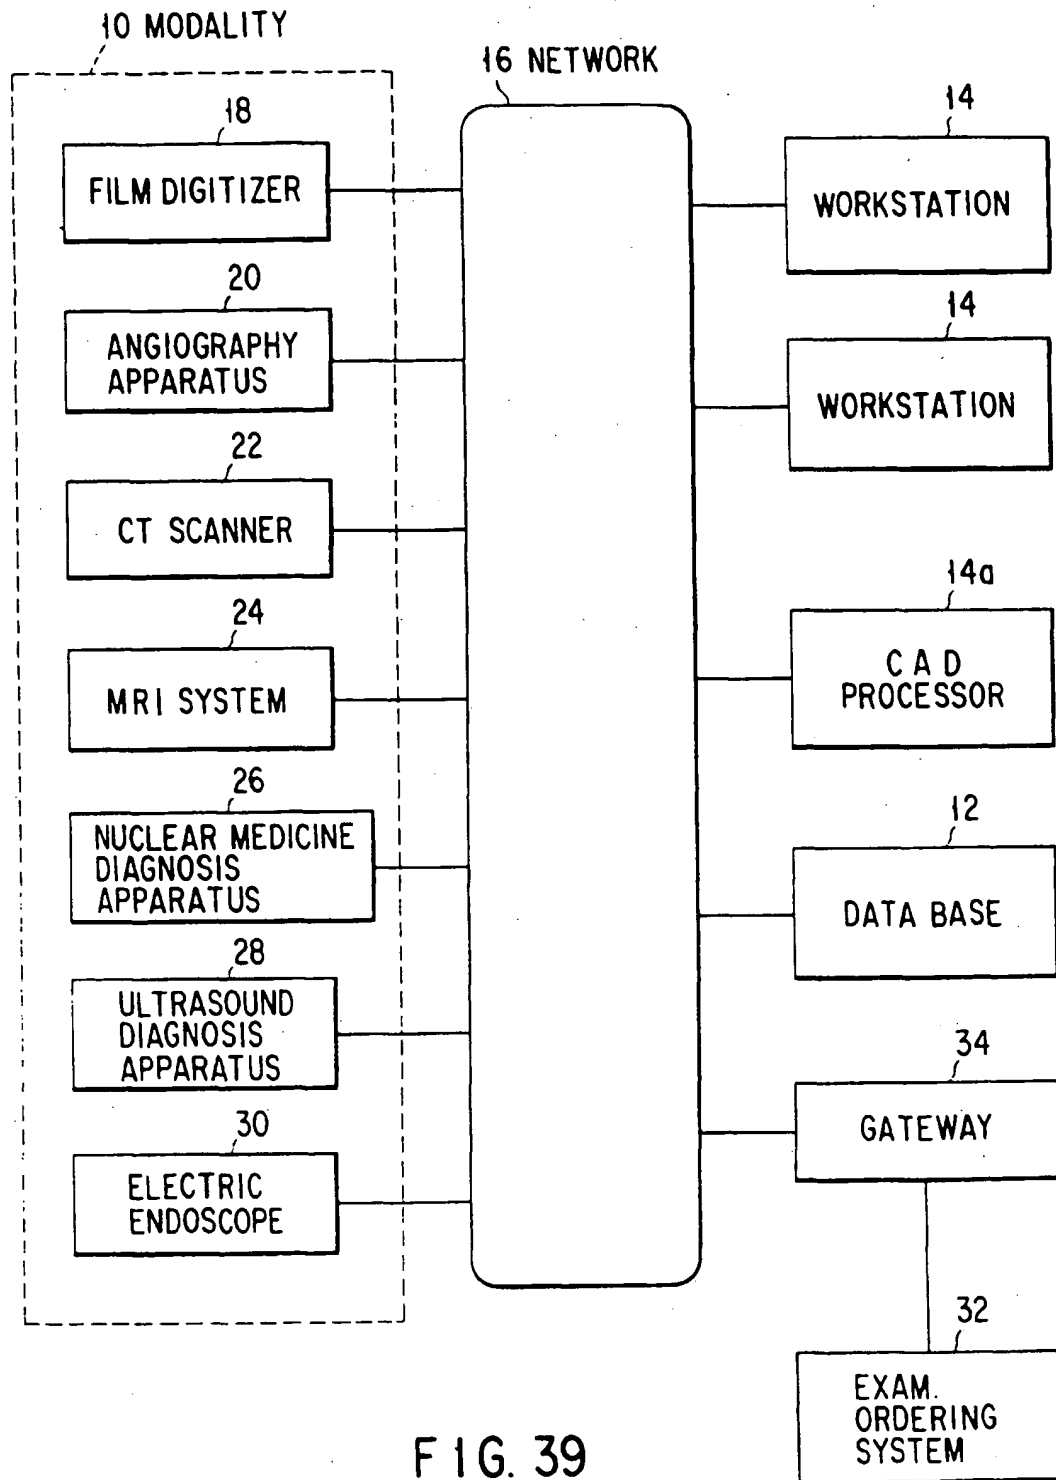 10 MODALITY
18
FILM DIGITIZER
20
ANGIOGRAPHY
APPARATUS
22
CT SCANNER
24
MRI SYSTEM
26
NUCLEAR MEDICINE
DIAGNOSIS
APPARATUS
28
ULTRASOUND
DIAGNOSIS
APPARATUS
30
ELECTRIC
ENDOSCOPE
16 NETWORK
14
WORKSTATION
14
WORKSTATION
14a
CAD
PROCESSOR
12
DATA BASE
34
GATEWAY
32
EXAM.
ORDERING
SYSTEM
FIG. 39